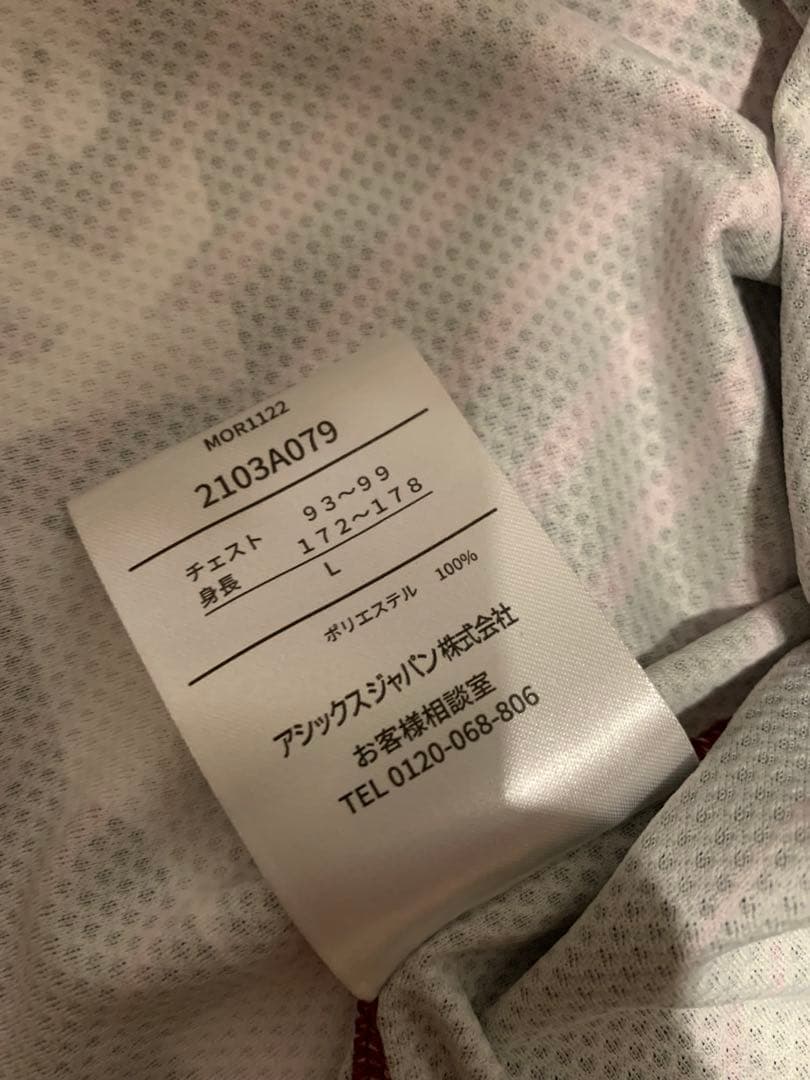 MOR1122
2103A079
チェスト 93～99
身長 172～178
L
ポリエステル 100%
アシックスジャパン株式会社
お客様相談室
TEL 0120-068-806